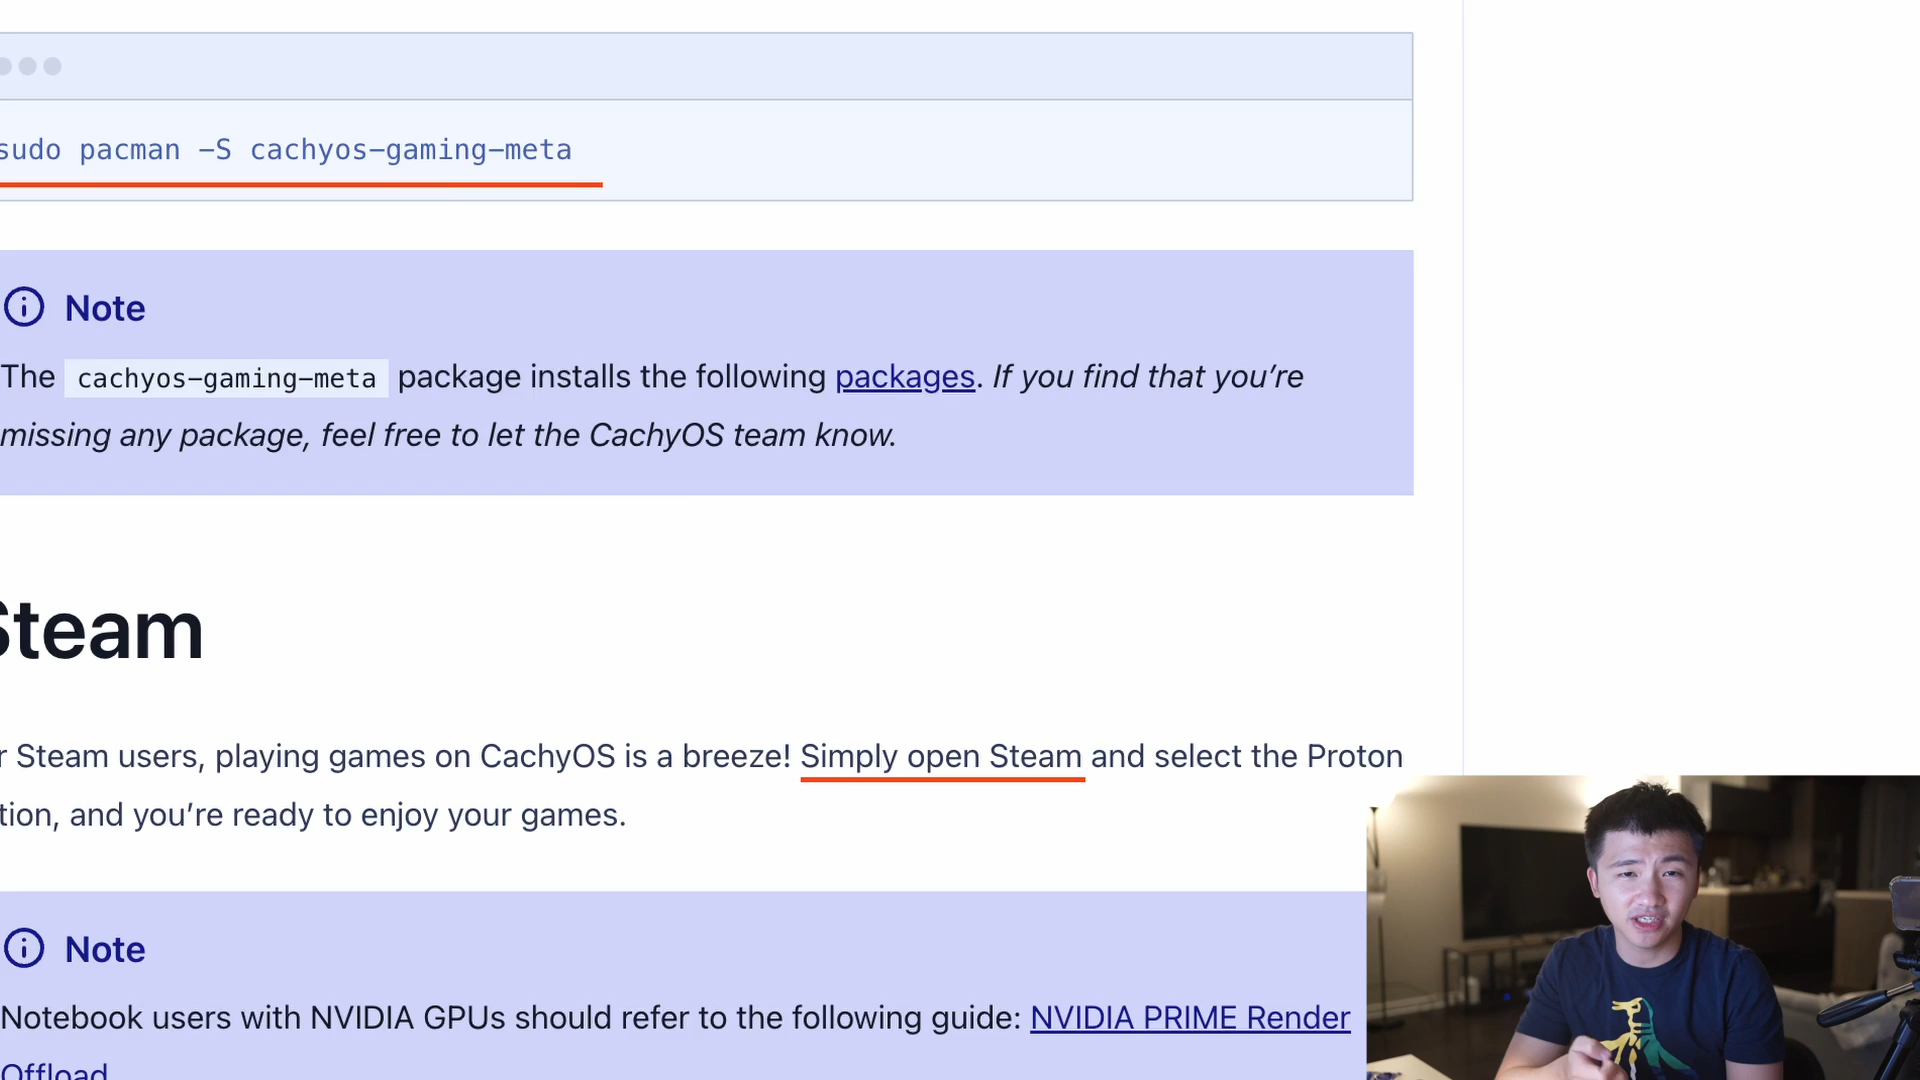 sudo pacman -S cachyos-gaming-meta
Note
The cachyos-gaming-meta package installs the following packages. If you find that you’re
missing any package, feel free to let the CachyOS team know.
Steam
r Steam users, playing games on CachyOS is a breeze! Simply open Steam and select the Proton
tion, and you’re ready to enjoy your games.
Note
Notebook users with NVIDIA GPUs should refer to the following guide: NVIDIA PRIME Render
Offload